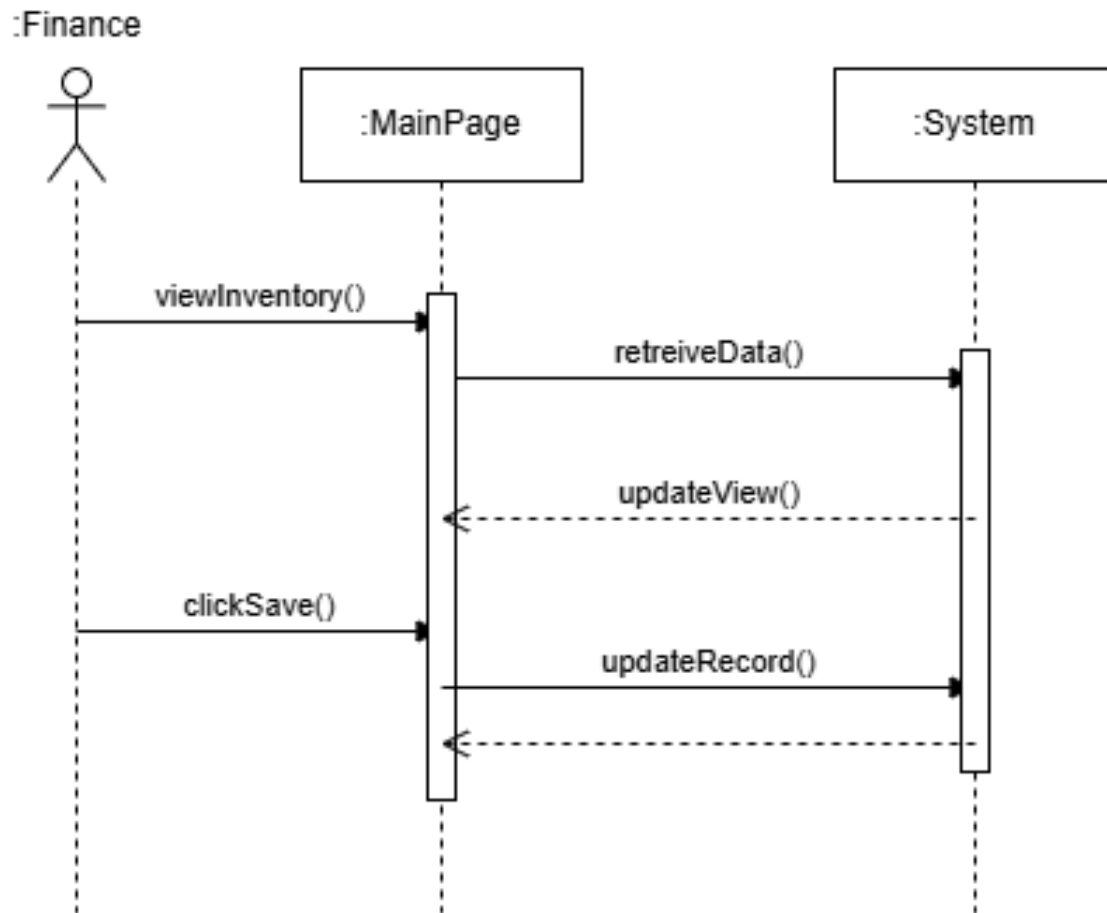 :Finance
:MainPage
:System
viewInventory()
retreiveData()
updateView()
clickSave()
updateRecord()